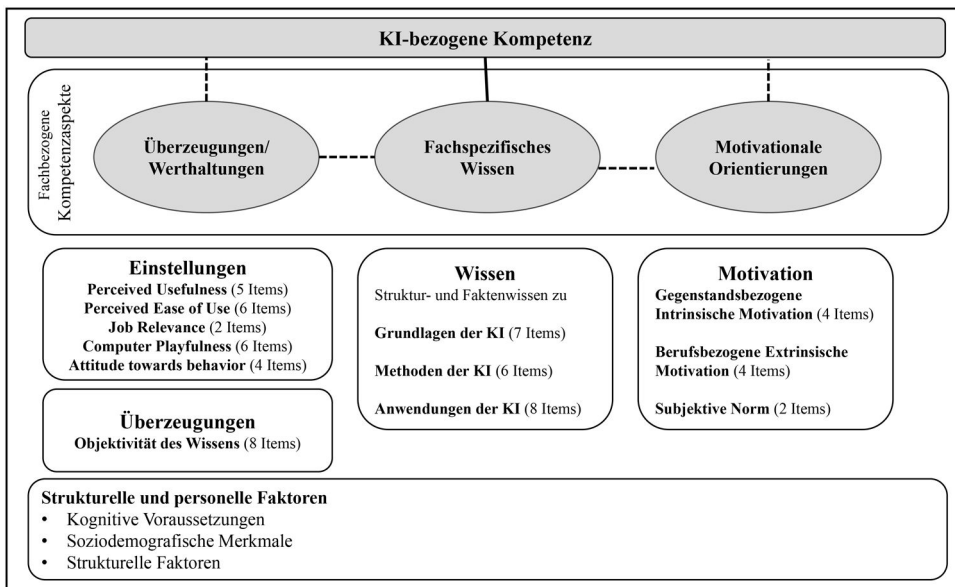 KI-bezogene Kompetenz
Fachbezogene
Kompetenzaspekte
Überzeugungen/
Werthaltungen
Fachspezifisches
Wissen
Motivationale
Orientierungen
Einstellungen
Perceived Usefulness (5 Items)
Perceived Ease of Use (6 Items)
Job Relevance (2 Items)
Computer Playfulness (6 Items)
Attitude towards behavior (4 Items)
Überzeugungen
Objektivität des Wissens (8 Items)
Wissen
Struktur- und Faktenwissen zu
Grundlagen der KI (7 Items)
Methoden der KI (6 Items)
Anwendungen der KI (8 Items)
Motivation
Gegenstandsbezogene
Intrinsische Motivation (4 Items)
Berufsbezogene Extrinsische
Motivation (4 Items)
Subjektive Norm (2 Items)
Strukturelle und personelle Faktoren
• Kognitive Voraussetzungen
• Soziodemografische Merkmale
• Strukturelle Faktoren